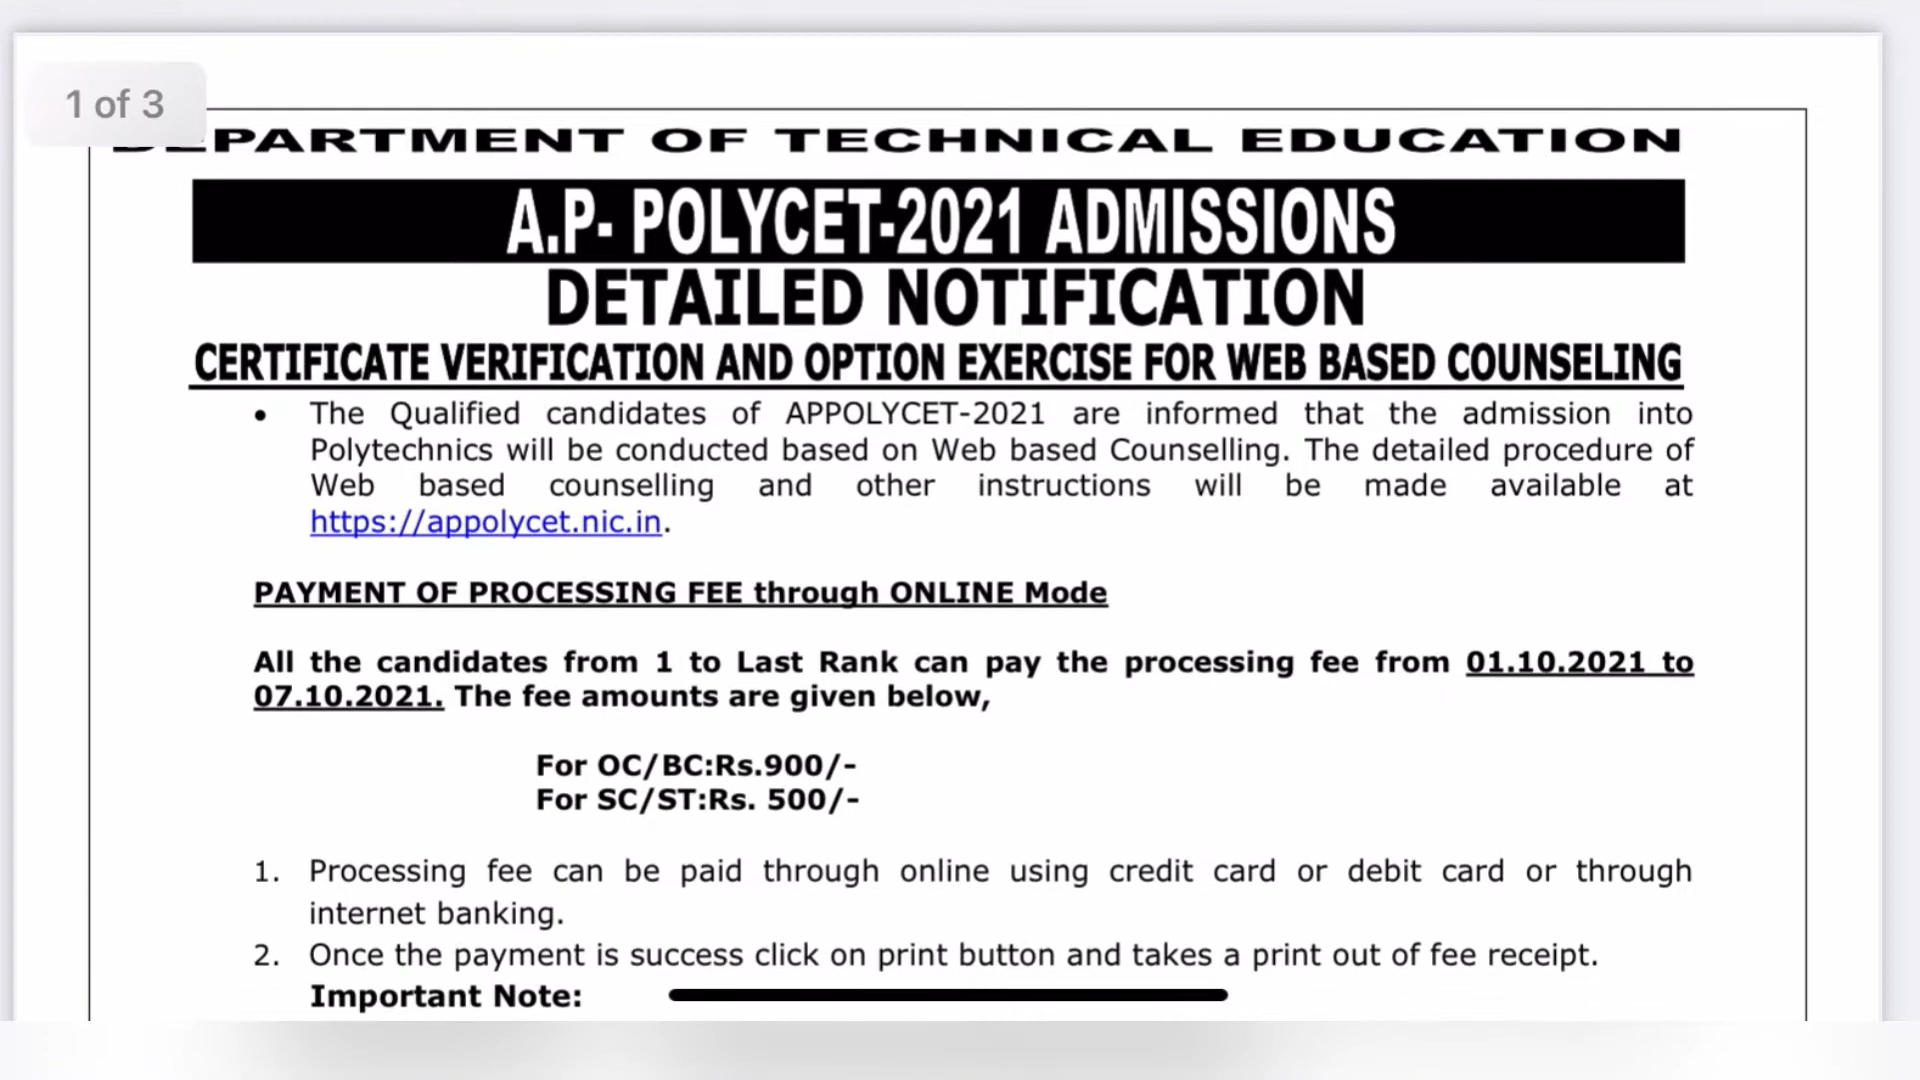 1 of 3
DEPARTMENT OF TECHNICAL EDUCATION
A.P- POLYCET-2021 ADMISSIONS
DETAILED NOTIFICATION
CERTIFICATE VERIFICATION AND OPTION EXERCISE FOR WEB BASED COUNSELING
• The Qualified candidates of APPOLYCET-2021 are informed that the admission into
Polytechnics will be conducted based on Web based Counselling. The detailed procedure of
Web based counselling and other instructions will be made available at
https://appolycet.nic.in.
PAYMENT OF PROCESSING FEE through ONLINE Mode
All the candidates from 1 to Last Rank can pay the processing fee from 01.10.2021 to
07.10.2021. The fee amounts are given below,
For OC/BC:Rs.900/-
For SC/ST:Rs. 500/-
1. Processing fee can be paid through online using credit card or debit card or through
internet banking.
2. Once the payment is success click on print button and takes a print out of fee receipt.
Important Note: